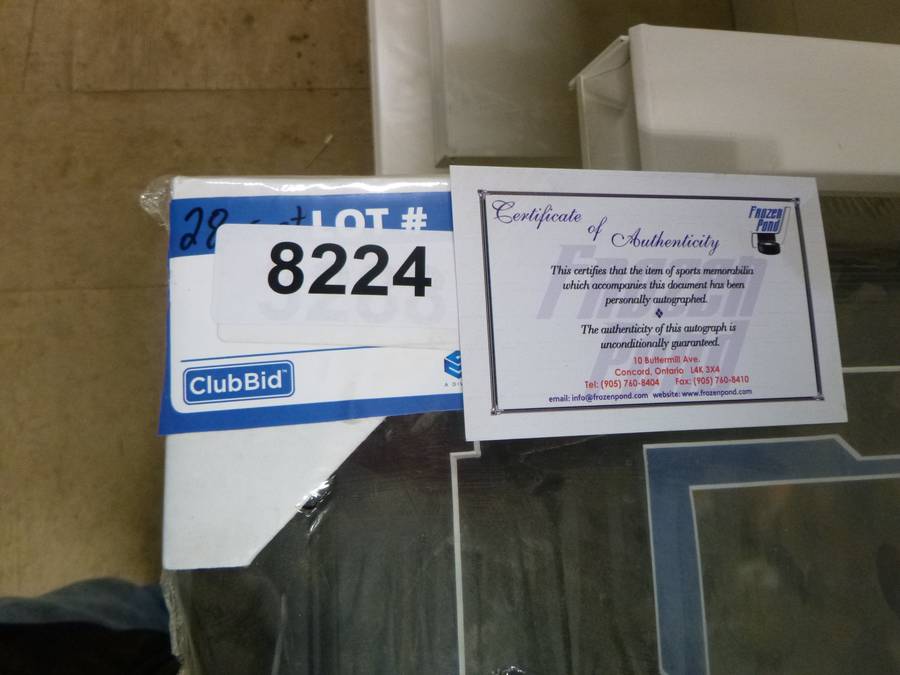 28
LOT #
8224
ClubBid™
Certificate
of
Authenticity
Frozen
Pond
This certifies that the item of sports memorabilia
which accompanies this document has been
personally autographed.
The authenticity of this autograph is
unconditionally guaranteed.
10 Buttermill Ave.
Concord, Ontario L4K 3X4
Tel: (905) 760-8404 Fax: (905) 760-8410
email: info@frozenpond.com website: www.frozenpond.com